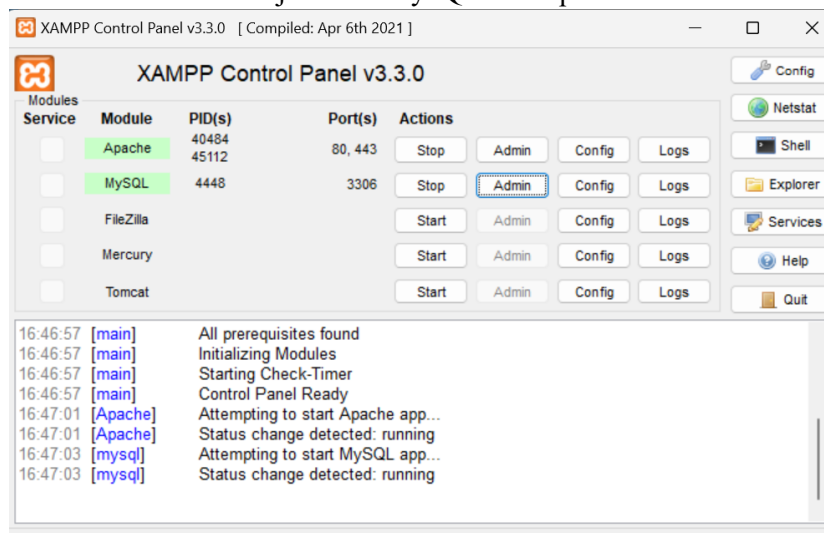 XAMPP Control Panel v3.3.0 [ Compiled: Apr 6th 2021 ]
XAMPP Control Panel v3.3.0
Config
Modules
Service Module PID(s) Port(s) Actions
Netstat
Apache 40484 45112 80, 443 Stop Admin Config Logs
Shell
MySQL 4448 3306 Stop Admin Config Logs
Explorer
FileZilla Start Admin Config Logs
Services
Mercury Start Admin Config Logs
Help
Tomcat Start Admin Config Logs
Quit
16:46:57 [main] All prerequisites found
16:46:57 [main] Initializing Modules
16:46:57 [main] Starting Check-Timer
16:46:57 [main] Control Panel Ready
16:47:01 [Apache] Attempting to start Apache app...
16:47:01 [Apache] Status change detected: running
16:47:03 [mysql] Attempting to start MySQL app...
16:47:03 [mysql] Status change detected: running